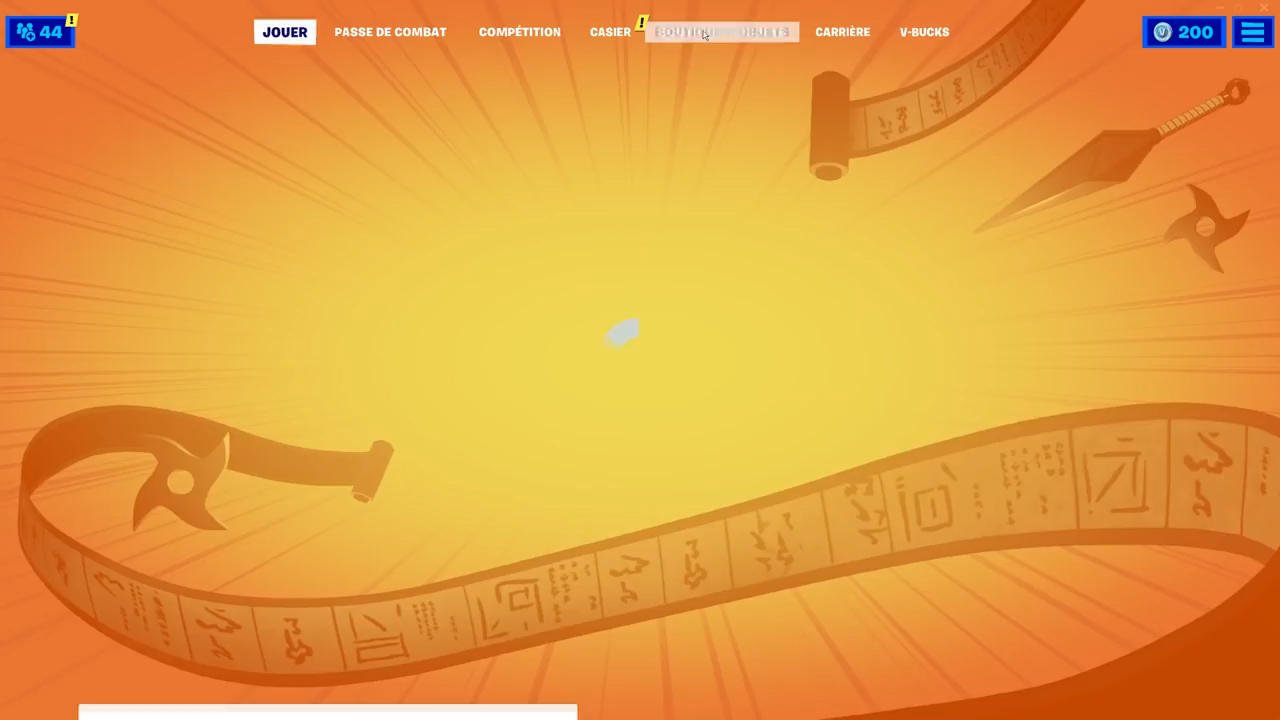 44
!
JOUER
PASSE DE COMBAT
COMPÉTITION
CASIER
!
CARRIÈRE
V-BUCKS
V
200